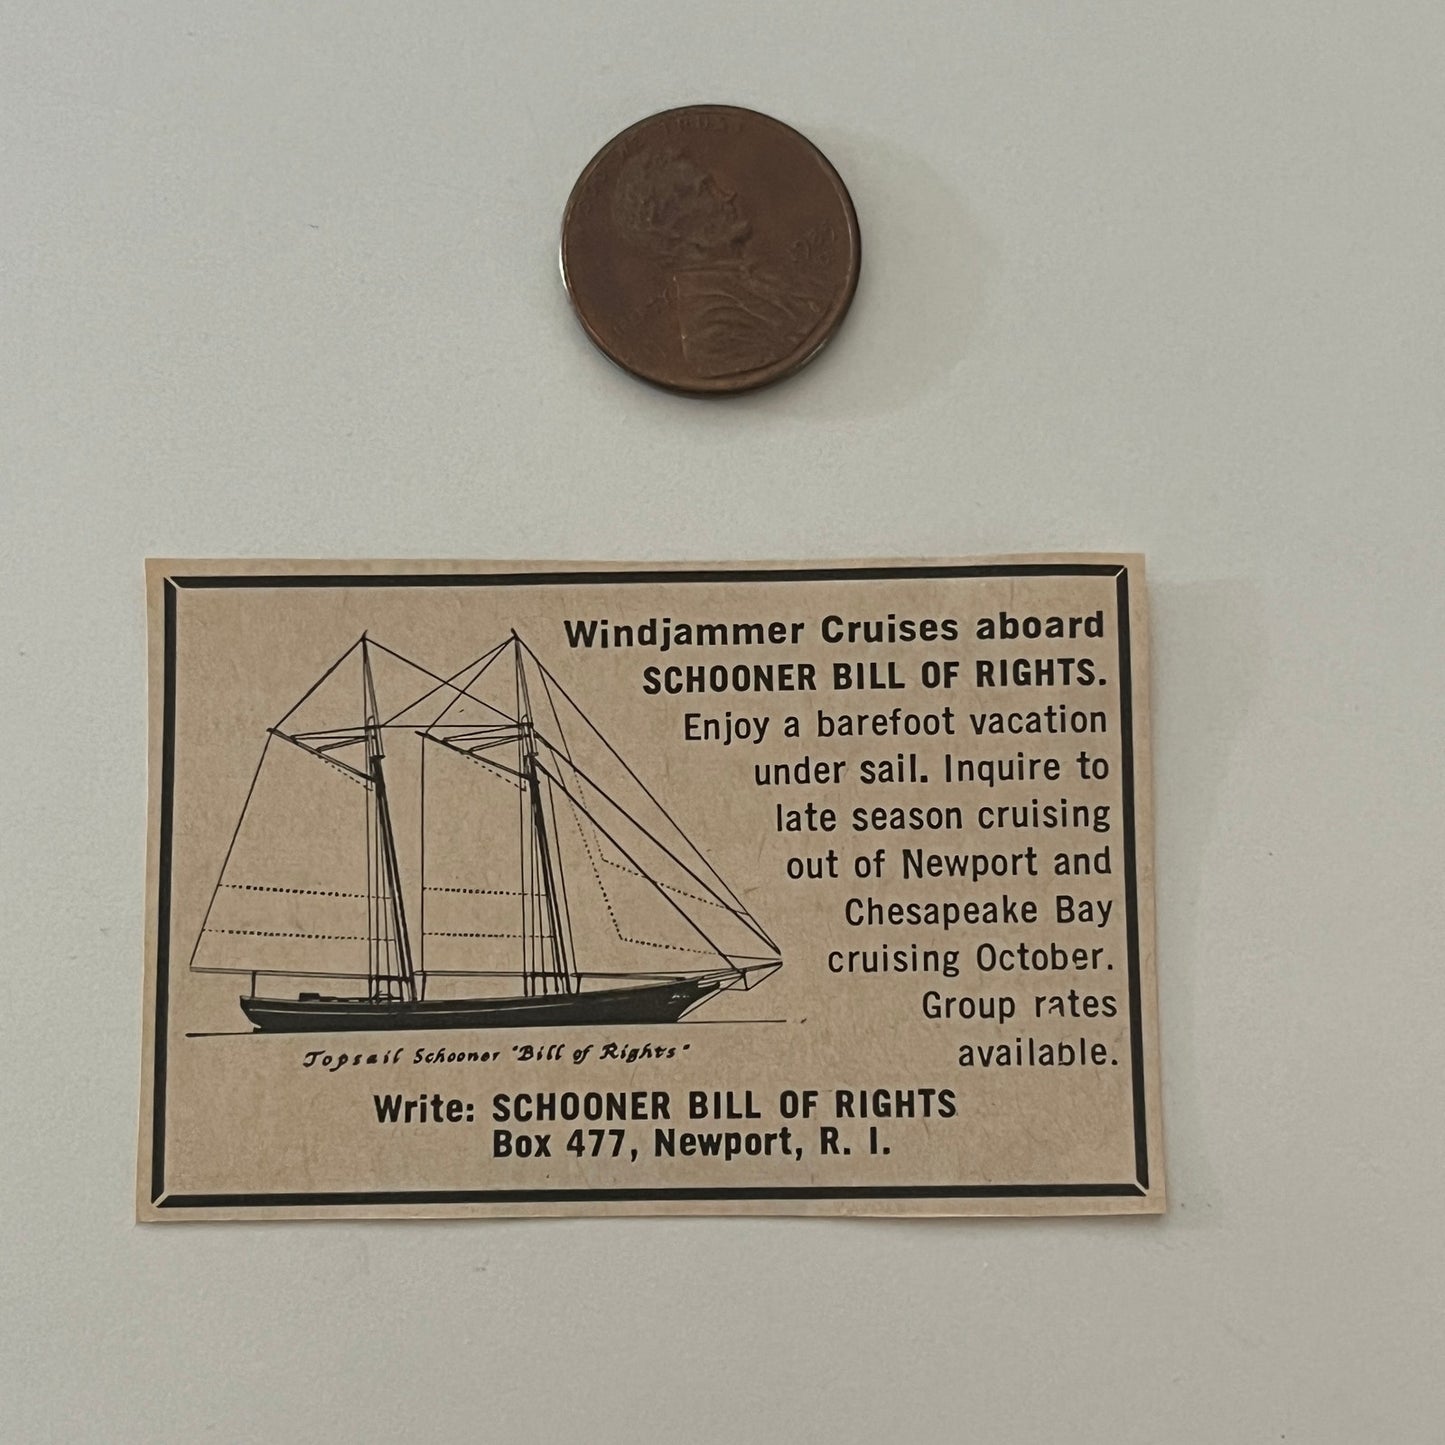 TRUST
Windjammer Cruises aboard
SCHOONER BILL OF RIGHTS.
Enjoy a barefoot vacation
under sail. Inquire to
late season cruising
out of Newport and
Chesapeake Bay
cruising October.
Group rates
available.
Topsail Schooner "Bill of Rights"
Write: SCHOONER BILL OF RIGHTS
Box 477, Newport, R. I.